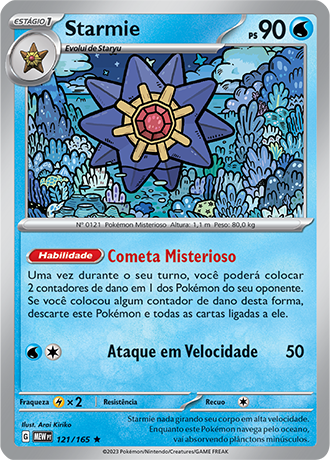 ESTÁGIO 1
Starmie
PS 90
Evolui de Staryu
Nº 0121 Pokémon Misterioso Altura: 1,1 m Peso: 80,0 kg
Habilidade Cometa Misterioso
Uma vez durante o seu turno, você poderá colocar
2 contadores de dano em 1 dos Pokémon do seu oponente.
Se você colocou algum contador de dano desta forma,
descarte este Pokémon e todas as cartas ligadas a ele.
Ataque em Velocidade 50
Fraqueza ×2 Resistência Recuo
Ilust. Arai Kiriko
G MEW PT 121/165
Starmie nada girando seu corpo em alta velocidade.
Enquanto este Pokémon navega pelo oceano,
vai absorvendo plânctons minúsculos.
©2023 Pokémon/Nintendo/Creatures/GAME FREAK